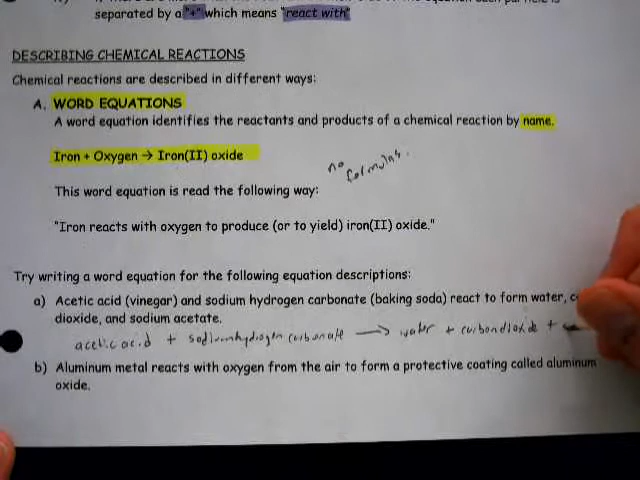 separated by a "+" which means "react with"
DESCRIBING CHEMICAL REACTIONS
Chemical reactions are described in different ways:
A. WORD EQUATIONS
A word equation identifies the reactants and products of a chemical reaction by name.
Iron + Oxygen → Iron(II) oxide
no formulas.
This word equation is read the following way:
"Iron reacts with oxygen to produce (or to yield) iron(II) oxide."
Try writing a word equation for the following equation descriptions:
a) Acetic acid (vinegar) and sodium hydrogen carbonate (baking soda) react to form water,
dioxide, and sodium acetate.
acetic acid + sodium hydrogen carbonate → water + carbon dioxide +
b) Aluminum metal reacts with oxygen from the air to form a protective coating called aluminum
oxide.